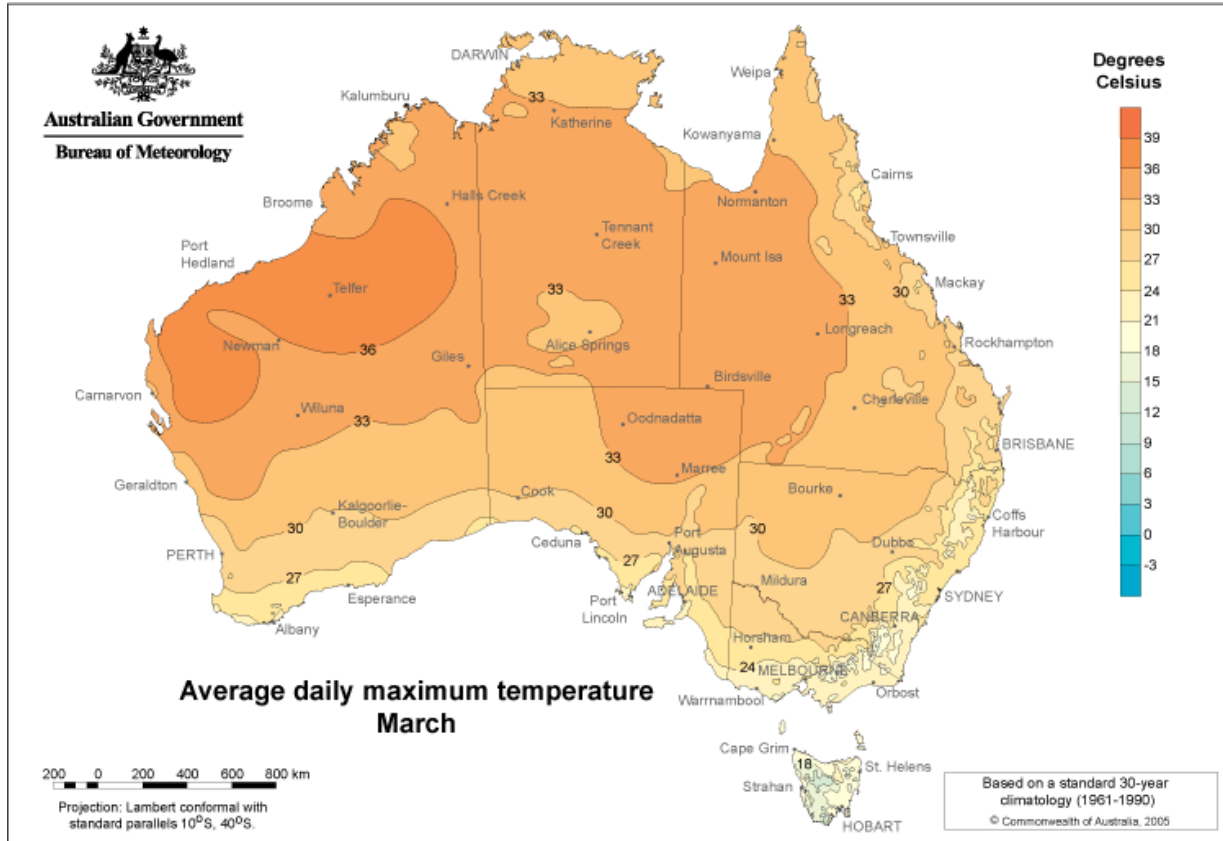 Australian Government
Bureau of Meteorology
DARWIN
Weipa
Kalumburu
33
Katherine
Kowanyama
Cairns
Halls Creek
Normanton
Broome
Tennant
Creek
Townsville
Port
Hedland
Mount Isa
Telfer
Mackay
33
33
30
Longreach
Newman
36
Alice Springs
Rockhampton
Giles
Birdsville
Carnarvon
Wiluna
33
Charleville
Oodnadatta
BRISBANE
33
Marree
Geraldton
Cook
Bourke
Kalgoorlie-
Boulder
30
30
30
Coffs
Harbour
PERTH
Ceduna
Port
Augusta
Dubbo
27
27
27
Esperance
ADELAIDE
Mildura
SYDNEY
Port
Lincoln
CANBERRA
Albany
Horsham
24
MELBOURNE
Warrnambool
Orbost
Cape Grim
18
St. Helens
Strahan
HOBART
Degrees
Celsius
39
36
33
30
27
24
21
18
15
12
9
6
3
0
-3
Average daily maximum temperature
March
200 0 200 400 600 800 km
Projection: Lambert conformal with
standard parallels 10°S, 40°S.
Based on a standard 30-year
climatology (1961-1990)
© Commonwealth of Australia, 2005